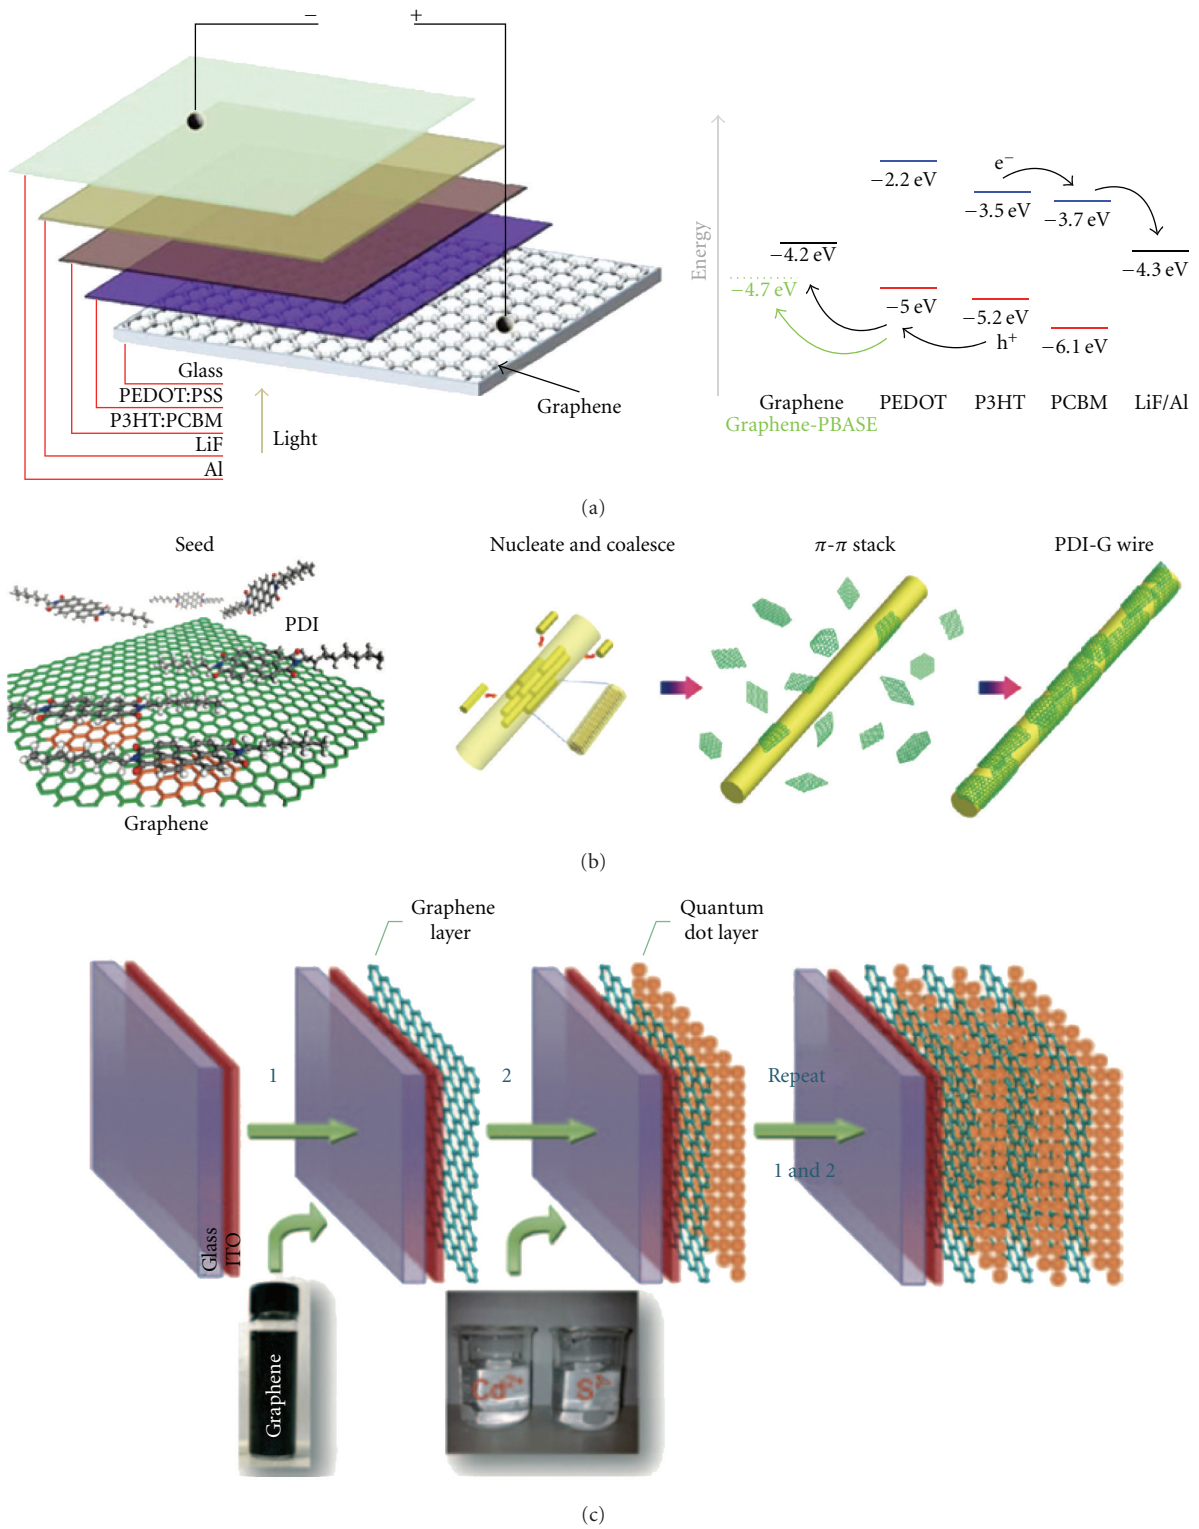 − +
Glass
PEDOT:PSS
P3HT:PCBM
LiF
Al
Light
Graphene
Energy
−4.2 eV
−4.7 eV
−2.2 eV
−5 eV
e−
−3.5 eV
−5.2 eV
h+
−3.7 eV
−6.1 eV
−4.3 eV
Graphene PEDOT P3HT PCBM LiF/Al
Graphene-PBASE
(a)
Seed
PDI
Graphene
Nucleate and coalesce
π-π stack
PDI-G wire
(b)
Graphene
layer
Quantum
dot layer
1
2
Repeat
1 and 2
Glass
ITO
Graphene
Cd2+
S2−
(c)